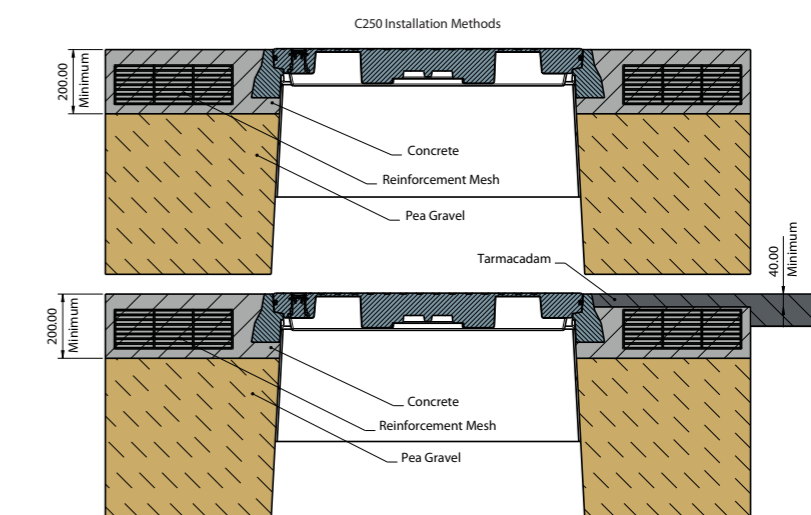 C250 Installation Methods
200.00
Minimum
Concrete
Reinforcement Mesh
Pea Gravel
Tarmacadam
40.00
Minimum
200.00
Minimum
Concrete
Reinforcement Mesh
Pea Gravel